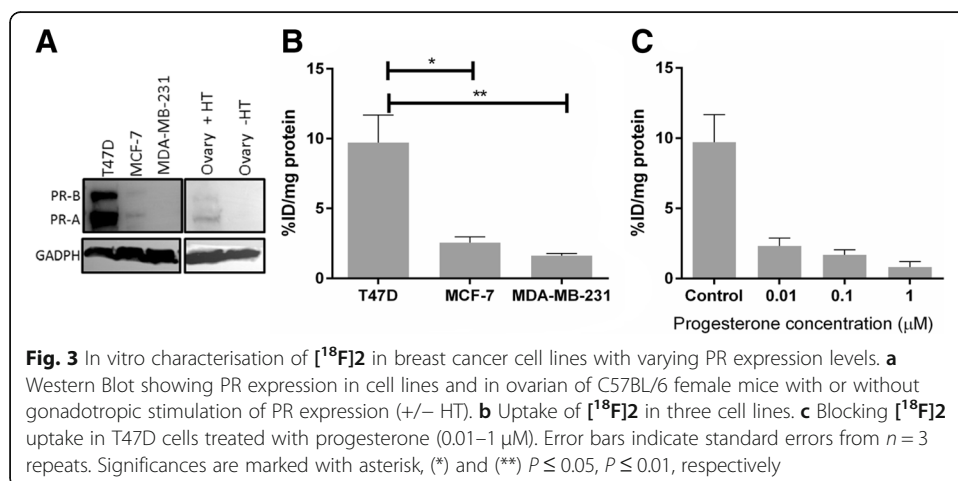 A
T47D
MCF-7
MDA-MB-231
Ovary + HT
Ovary -HT
PR-B
PR-A
GADPH
B
15
10
5
0
%ID/mg protein
*
**
T47D MCF-7 MDA-MB-231
C
15
10
5
0
%ID/mg protein
Control 0.01 0.1 1
Progesterone concentration (μM)
Fig. 3 In vitro characterisation of [¹⁸F]2 in breast cancer cell lines with varying PR expression levels. a
Western Blot showing PR expression in cell lines and in ovarian of C57BL/6 female mice with or without
gonadotropic stimulation of PR expression (+/− HT). b Uptake of [¹⁸F]2 in three cell lines. c Blocking [¹⁸F]2
uptake in T47D cells treated with progesterone (0.01–1 μM). Error bars indicate standard errors from n = 3
repeats. Significances are marked with asterisk, (*) and (**) P ≤ 0.05, P ≤ 0.01, respectively